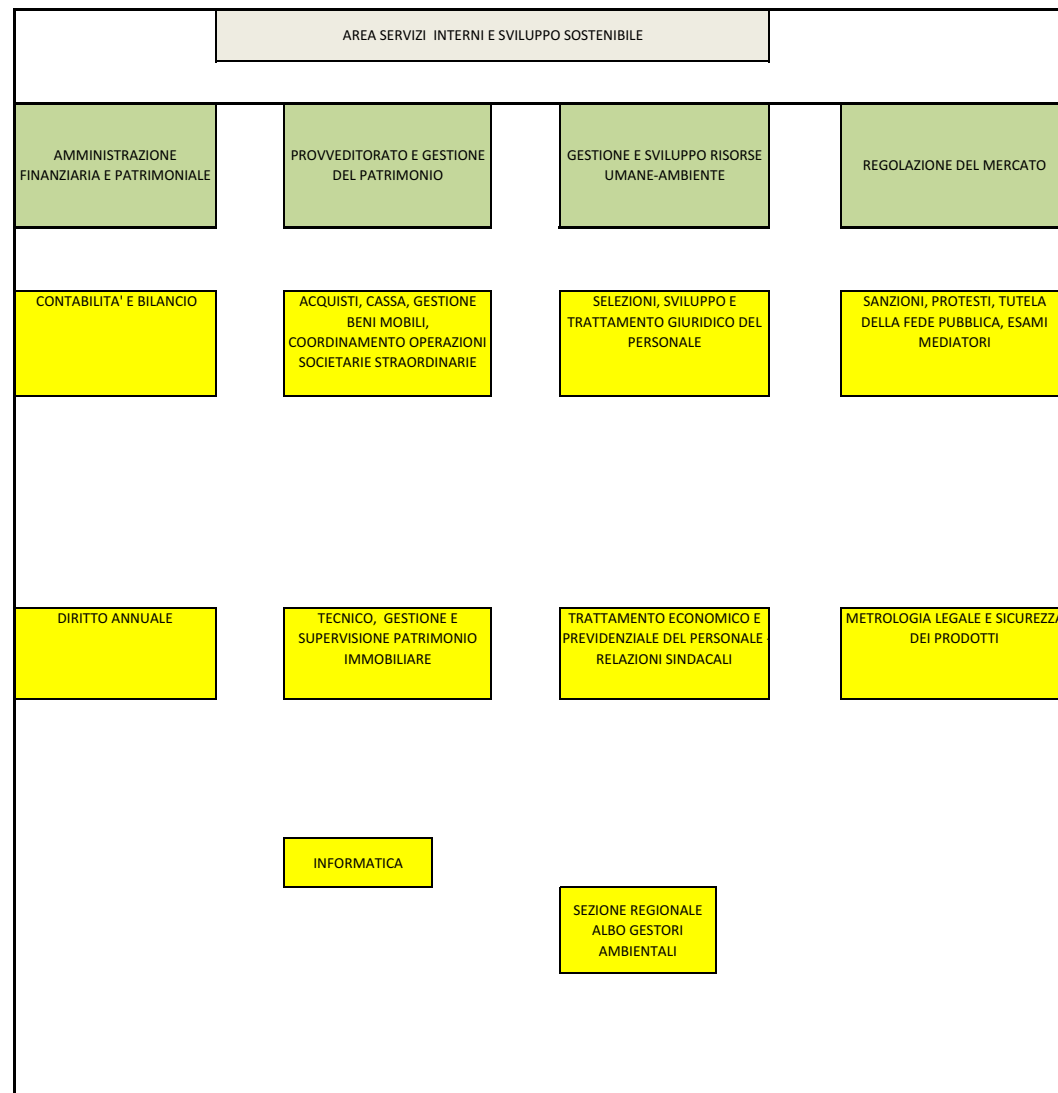 AREA SERVIZI  INTERNI E SVILUPPO SOSTENIBILE
AMMINISTRAZIONE
FINANZIARIA E PATRIMONIALE
PROVVEDITORATO E GESTIONE
DEL PATRIMONIO
GESTIONE E SVILUPPO RISORSE
UMANE-AMBIENTE
REGOLAZIONE DEL MERCATO
CONTABILITA' E BILANCIO
ACQUISTI, CASSA, GESTIONE
BENI MOBILI,
COORDINAMENTO OPERAZIONI
SOCIETARIE STRAORDINARIE
SELEZIONI, SVILUPPO E
TRATTAMENTO GIURIDICO DEL
PERSONALE
SANZIONI, PROTESTI, TUTELA
DELLA FEDE PUBBLICA, ESAMI
MEDIATORI
DIRITTO ANNUALE
TECNICO,  GESTIONE E
SUPERVISIONE PATRIMONIO
IMMOBILIARE
TRATTAMENTO ECONOMICO E
PREVIDENZIALE DEL PERSONALE -
RELAZIONI SINDACALI
METROLOGIA LEGALE E SICUREZZA
DEI PRODOTTI
INFORMATICA
SEZIONE REGIONALE
ALBO GESTORI
AMBIENTALI